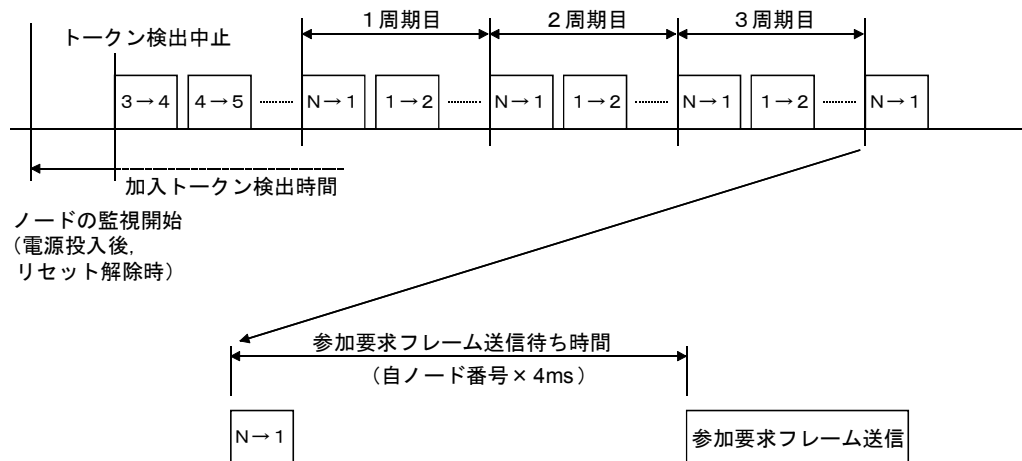 1周期目 2周期目 3周期目
トークン検出中止
3→4 4→5 ……… N→1 1→2 ……… N→1 1→2 ……… N→1 1→2 ……… N→1
加入トークン検出時間
ノードの監視開始
(電源投入後,
リセット解除時)
参加要求フレーム送信待ち時間
(自ノード番号×4ms)
N→1 参加要求フレーム送信